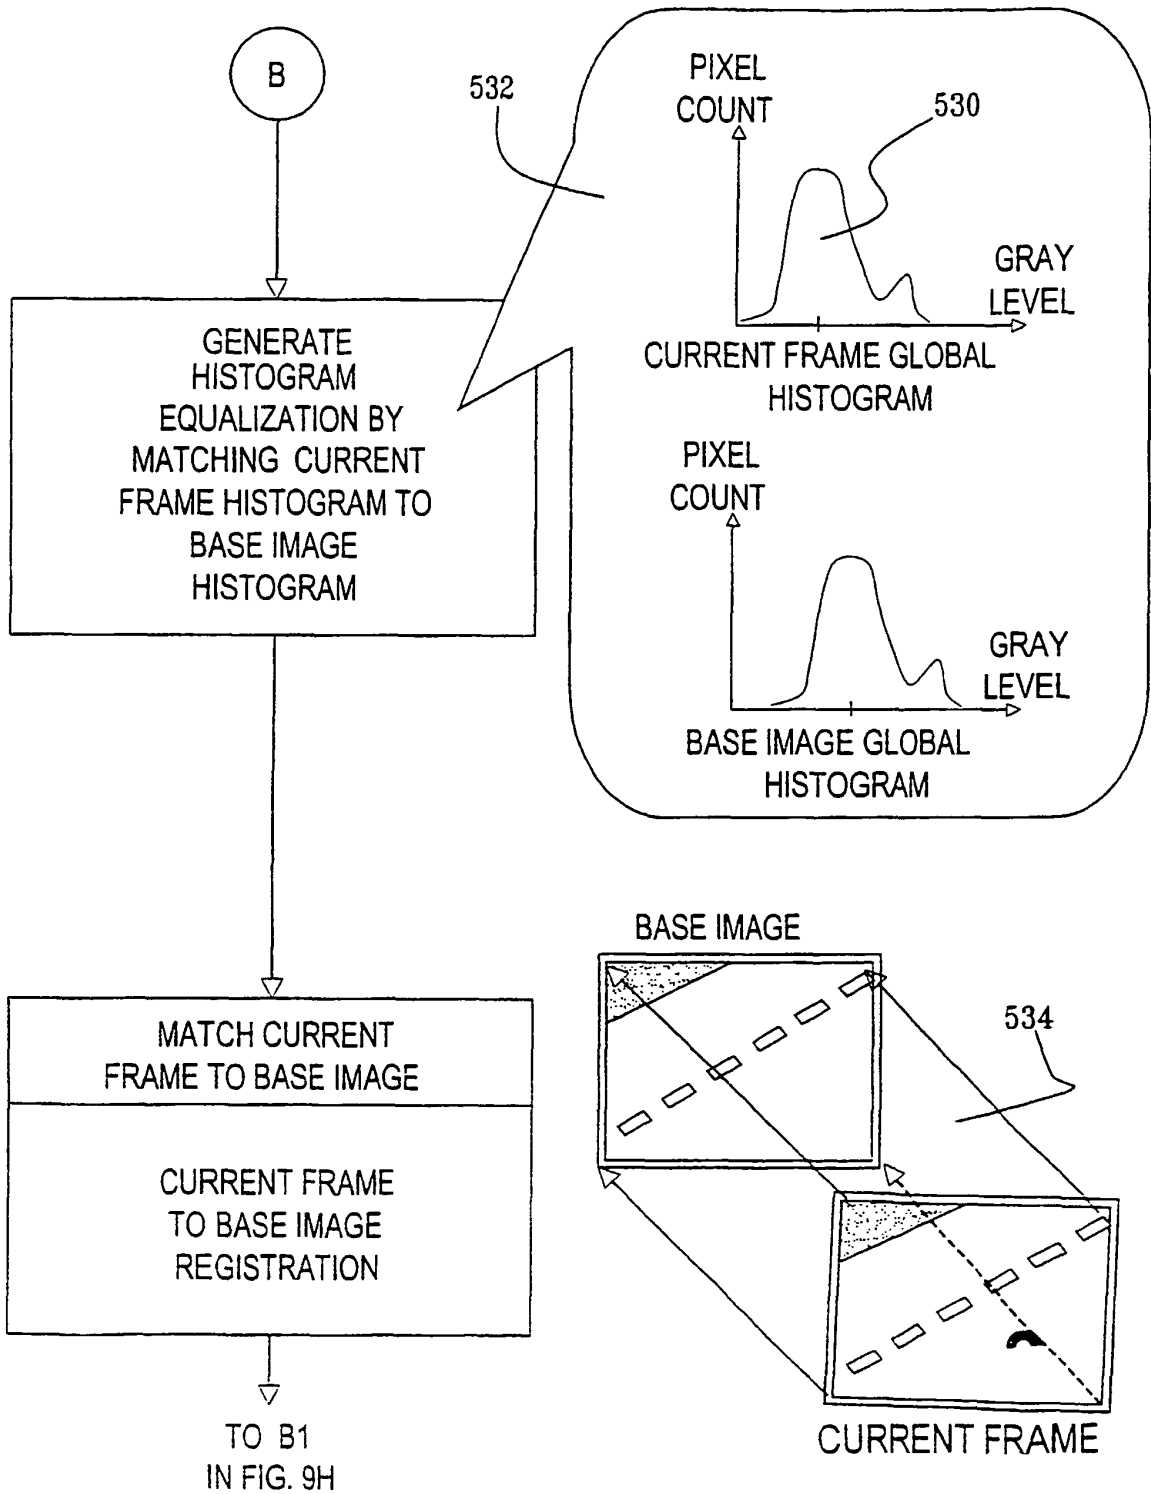 B
532
PIXEL
COUNT
530
GRAY
LEVEL
CURRENT FRAME GLOBAL
HISTOGRAM
GENERATE
HISTOGRAM
EQUALIZATION BY
MATCHING CURRENT
FRAME HISTOGRAM TO
BASE IMAGE
HISTOGRAM
PIXEL
COUNT
GRAY
LEVEL
BASE IMAGE GLOBAL
HISTOGRAM
MATCH CURRENT
FRAME TO BASE IMAGE
CURRENT FRAME
TO BASE IMAGE
REGISTRATION
TO B1
IN FIG. 9H
BASE IMAGE
534
CURRENT FRAME